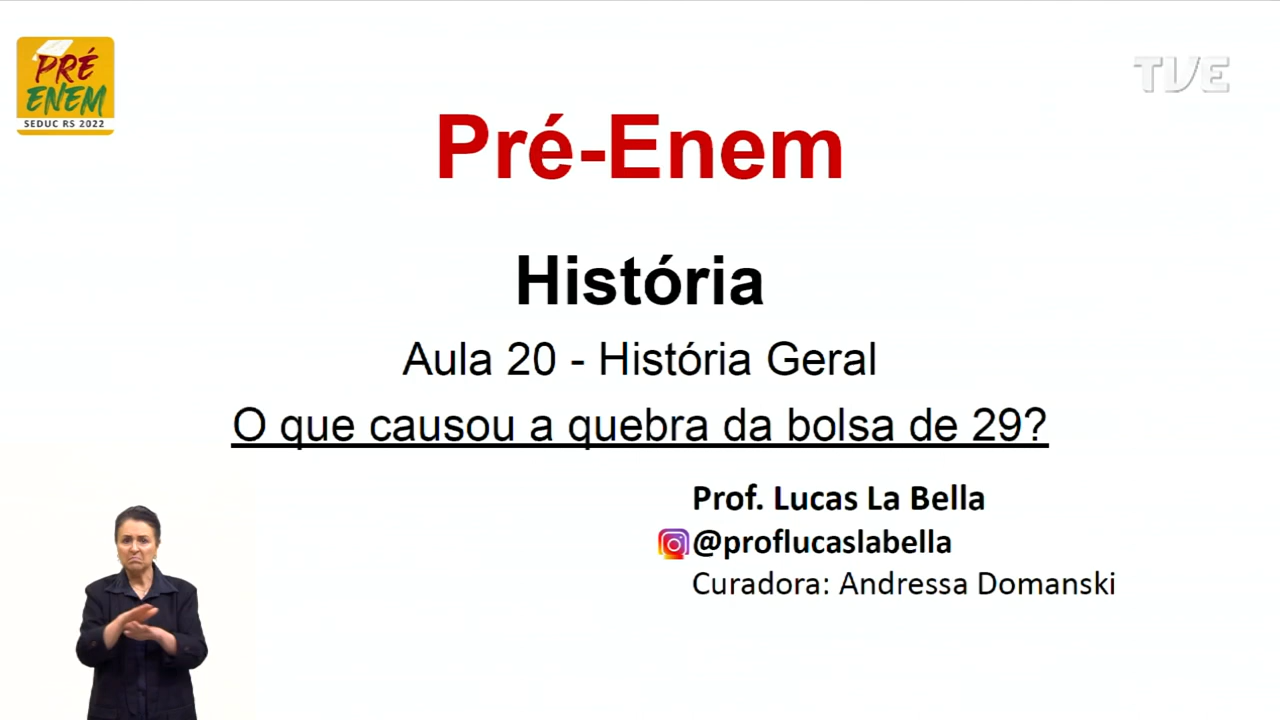 PRÉ
ENEM
SEDUC RS 2022
TVE
Pré-Enem
História
Aula 20 - História Geral
O que causou a quebra da bolsa de 29?
Prof. Lucas La Bella
@proflucaslabella
Curadora: Andressa Domanski